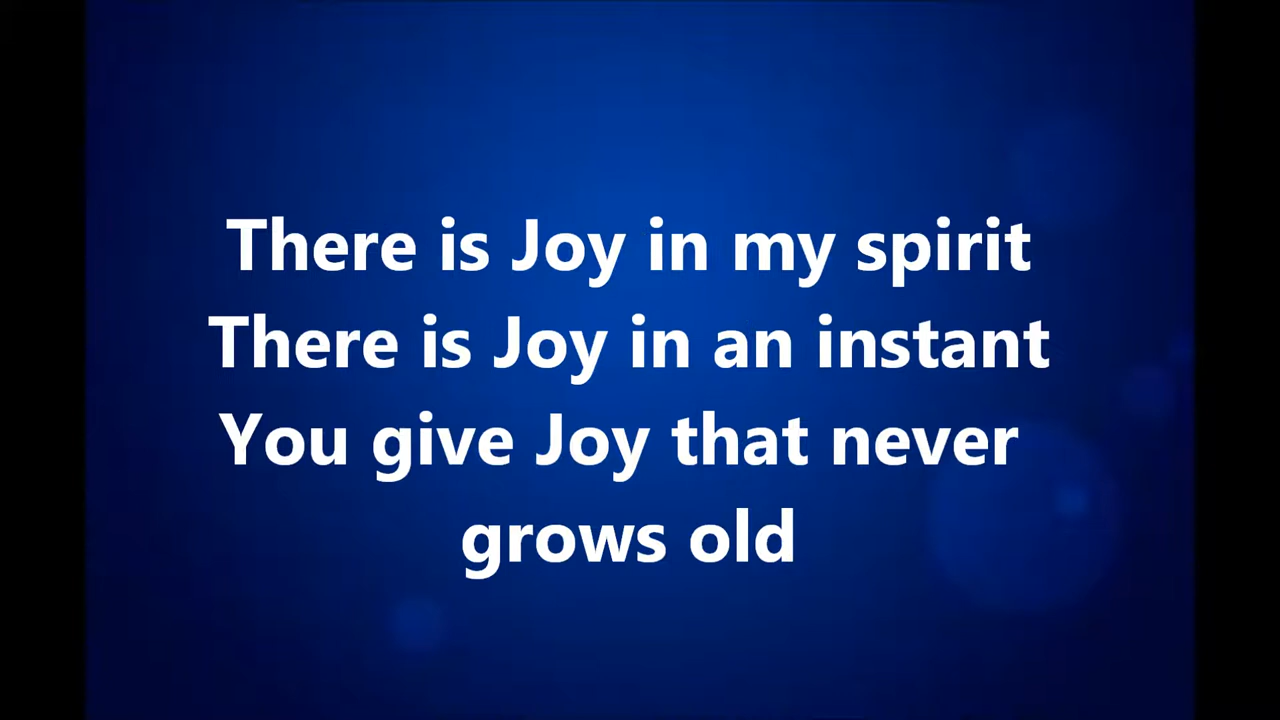 There is Joy in my spirit
There is Joy in an instant
You give Joy that never
grows old